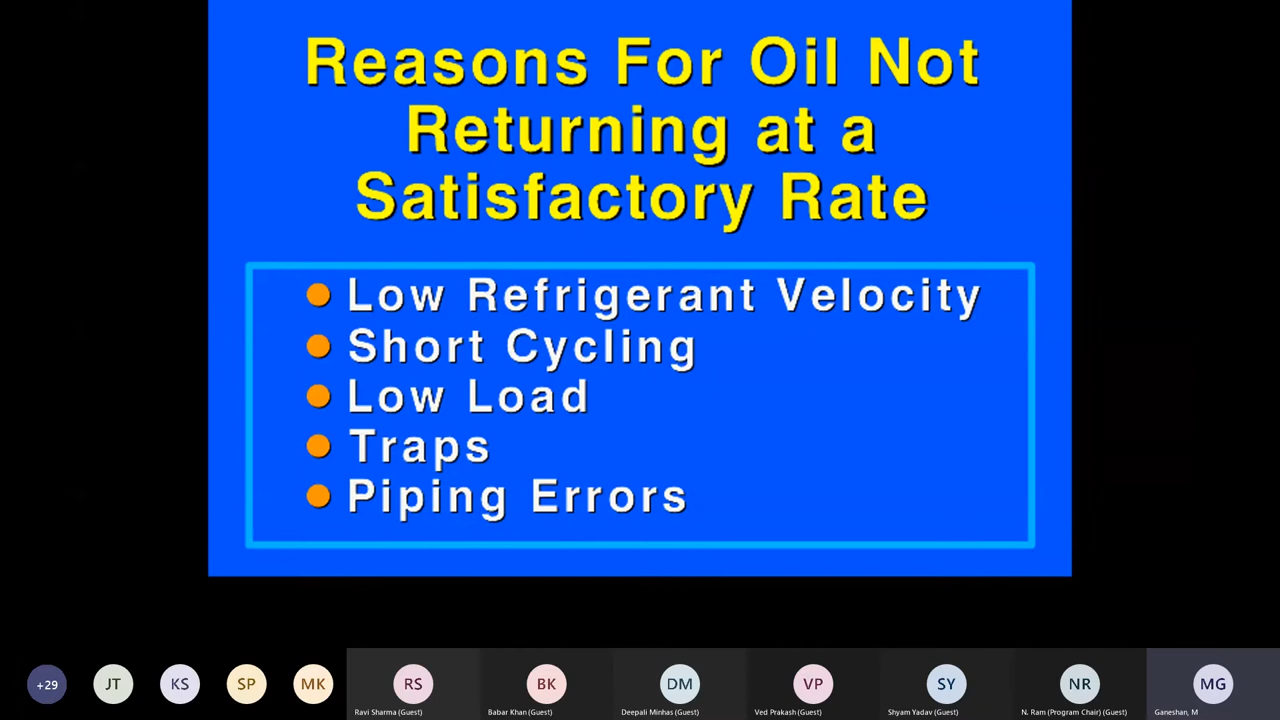 Reasons For Oil Not
Returning at a
Satisfactory Rate
Low Refrigerant Velocity
Short Cycling
Low Load
Traps
Piping Errors
+29
JT
KS
SP
MK
RS
BK
DM
VP
SY
NR
MG
Ravi Sharma (Guest)
Babar Khan (Guest)
Deepali Minhas (Guest)
Ved Prakash (Guest)
Shyam Yadav (Guest)
N. Ram (Program Chair) (Guest)
Ganeshan, M